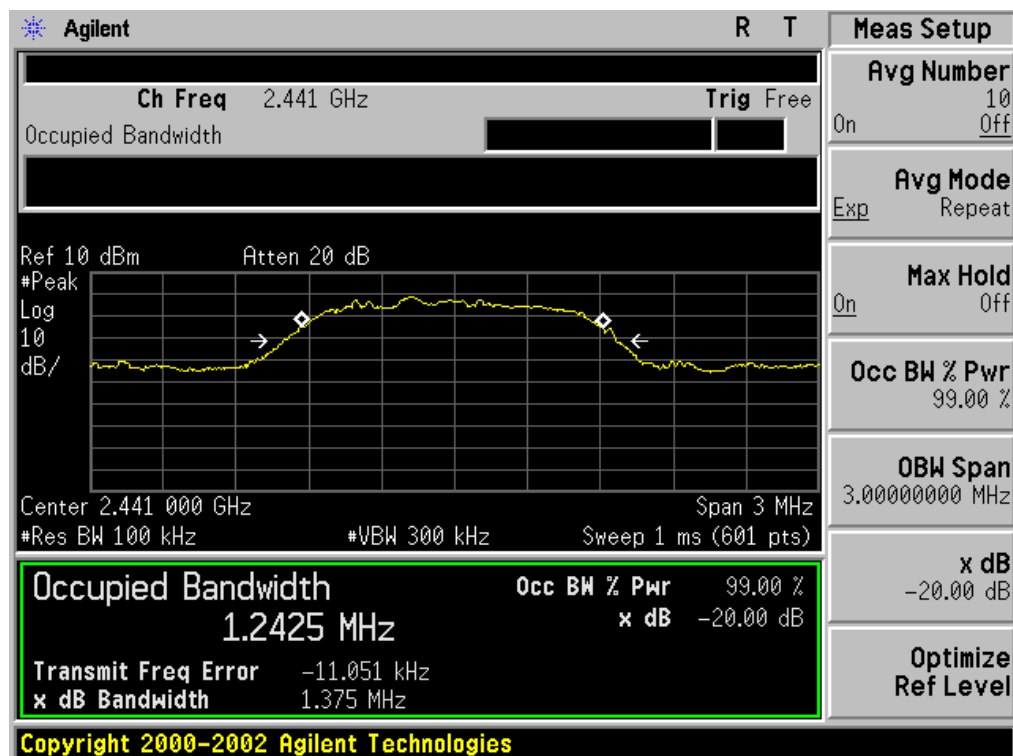 Agilent R T
Ch Freq 2.441 GHz Trig Free
Occupied Bandwidth
Ref 10 dBm Atten 20 dB
#Peak
Log
10
dB/
Center 2.441 000 GHz Span 3 MHz
#Res BW 100 kHz #VBW 300 kHz Sweep 1 ms (601 pts)
Occupied Bandwidth Occ BW % Pwr 99.00 %
1.2425 MHz x dB -20.00 dB
Transmit Freq Error -11.051 kHz
x dB Bandwidth 1.375 MHz
Copyright 2000-2002 Agilent Technologies
Meas Setup
Avg Number
10
On Off
Avg Mode
Exp Repeat
Max Hold
On Off
Occ BW % Pwr
99.00 %
OBW Span
3.00000000 MHz
x dB
-20.00 dB
Optimize
Ref Level